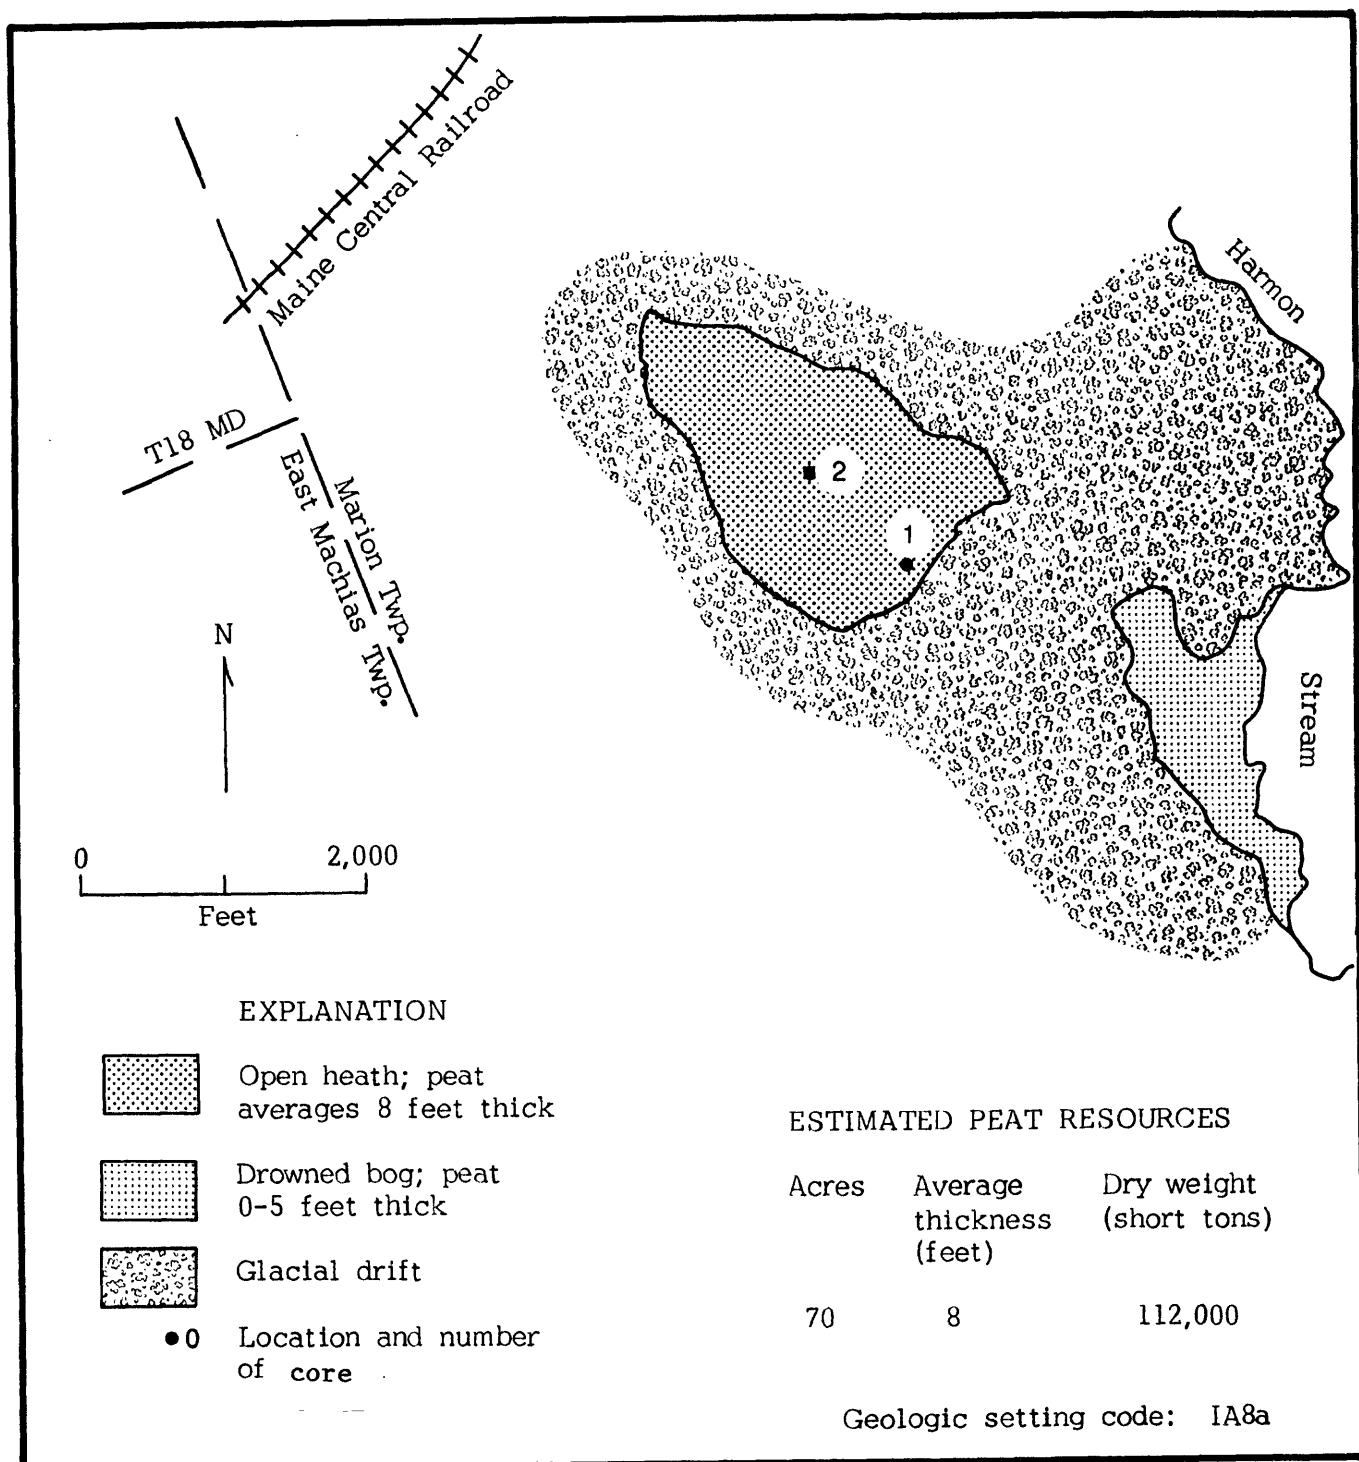 Maine Central Railroad
Harmon
T18 MD
Marion Twp.
East Machias Twp.
2
1
N
Stream
0 2,000
Feet
EXPLANATION
Open heath; peat
averages 8 feet thick
Drowned bog; peat
0-5 feet thick
Glacial drift
0 Location and number
of core
ESTIMATED PEAT RESOURCES
Acres Average Dry weight
thickness (short tons)
(feet)
70 8 112,000
Geologic setting code: IA8a